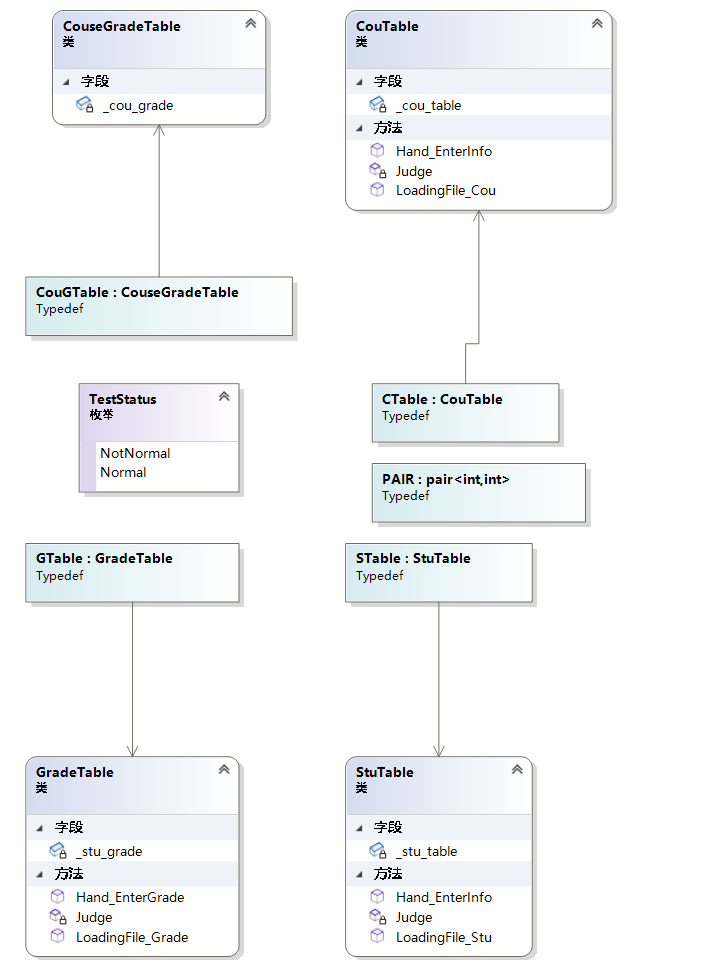 CouseGradeTable
类
字段
_cou_grade
CouTable
类
字段
_cou_table
方法
Hand_EnterInfo
Judge
LoadingFile_Cou
CouGTable : CouseGradeTable
Typedef
TestStatus
枚举
NotNormal
Normal
CTable : CouTable
Typedef
PAIR : pair<int,int>
Typedef
GTable : GradeTable
Typedef
STable : StuTable
Typedef
GradeTable
类
字段
_stu_grade
方法
Hand_EnterGrade
Judge
LoadingFile_Grade
StuTable
类
字段
_stu_table
方法
Hand_EnterInfo
Judge
LoadingFile_Stu